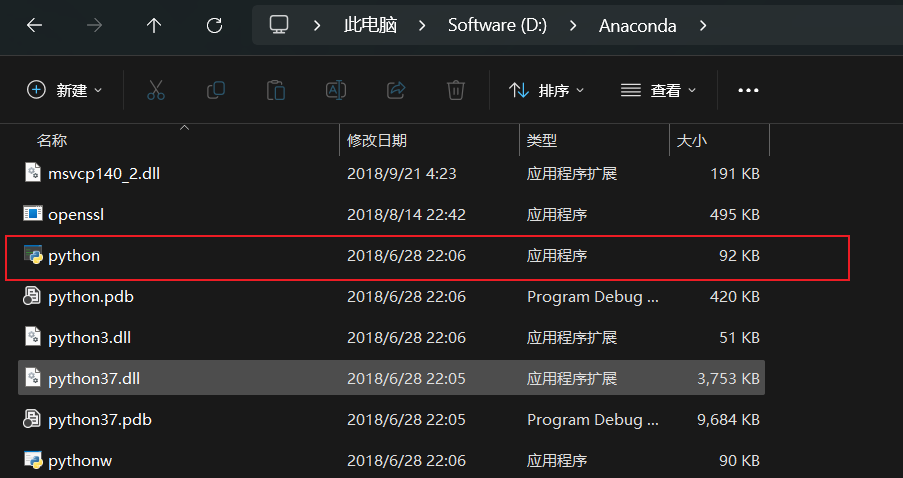 此电脑 > Software (D:) > Anaconda >
新建 排序 查看
名称 修改日期 类型 大小
msvcp140_2.dll 2018/9/21 4:23 应用程序扩展 191 KB
openssl 2018/8/14 22:42 应用程序 495 KB
python 2018/6/28 22:06 应用程序 92 KB
python.pdb 2018/6/28 22:06 Program Debug ... 420 KB
python3.dll 2018/6/28 22:06 应用程序扩展 51 KB
python37.dll 2018/6/28 22:05 应用程序扩展 3,753 KB
python37.pdb 2018/6/28 22:05 Program Debug ... 9,684 KB
pythonw 2018/6/28 22:06 应用程序 90 KB